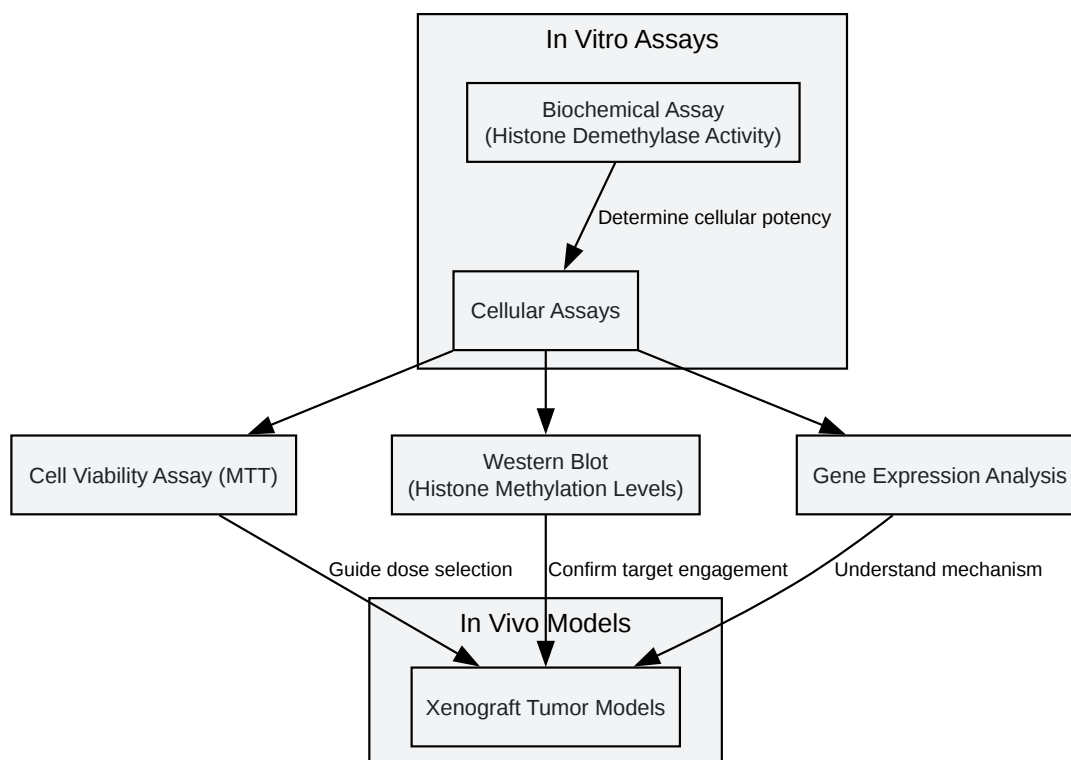 In Vitro Assays
Biochemical Assay
(Histone Demethylase Activity)
Determine cellular potency
Cellular Assays
Cell Viability Assay (MTT)
Western Blot
(Histone Methylation Levels)
Gene Expression Analysis
Guide dose selection
Confirm target engagement
Understand mechanism
In Vivo Models
Xenograft Tumor Models